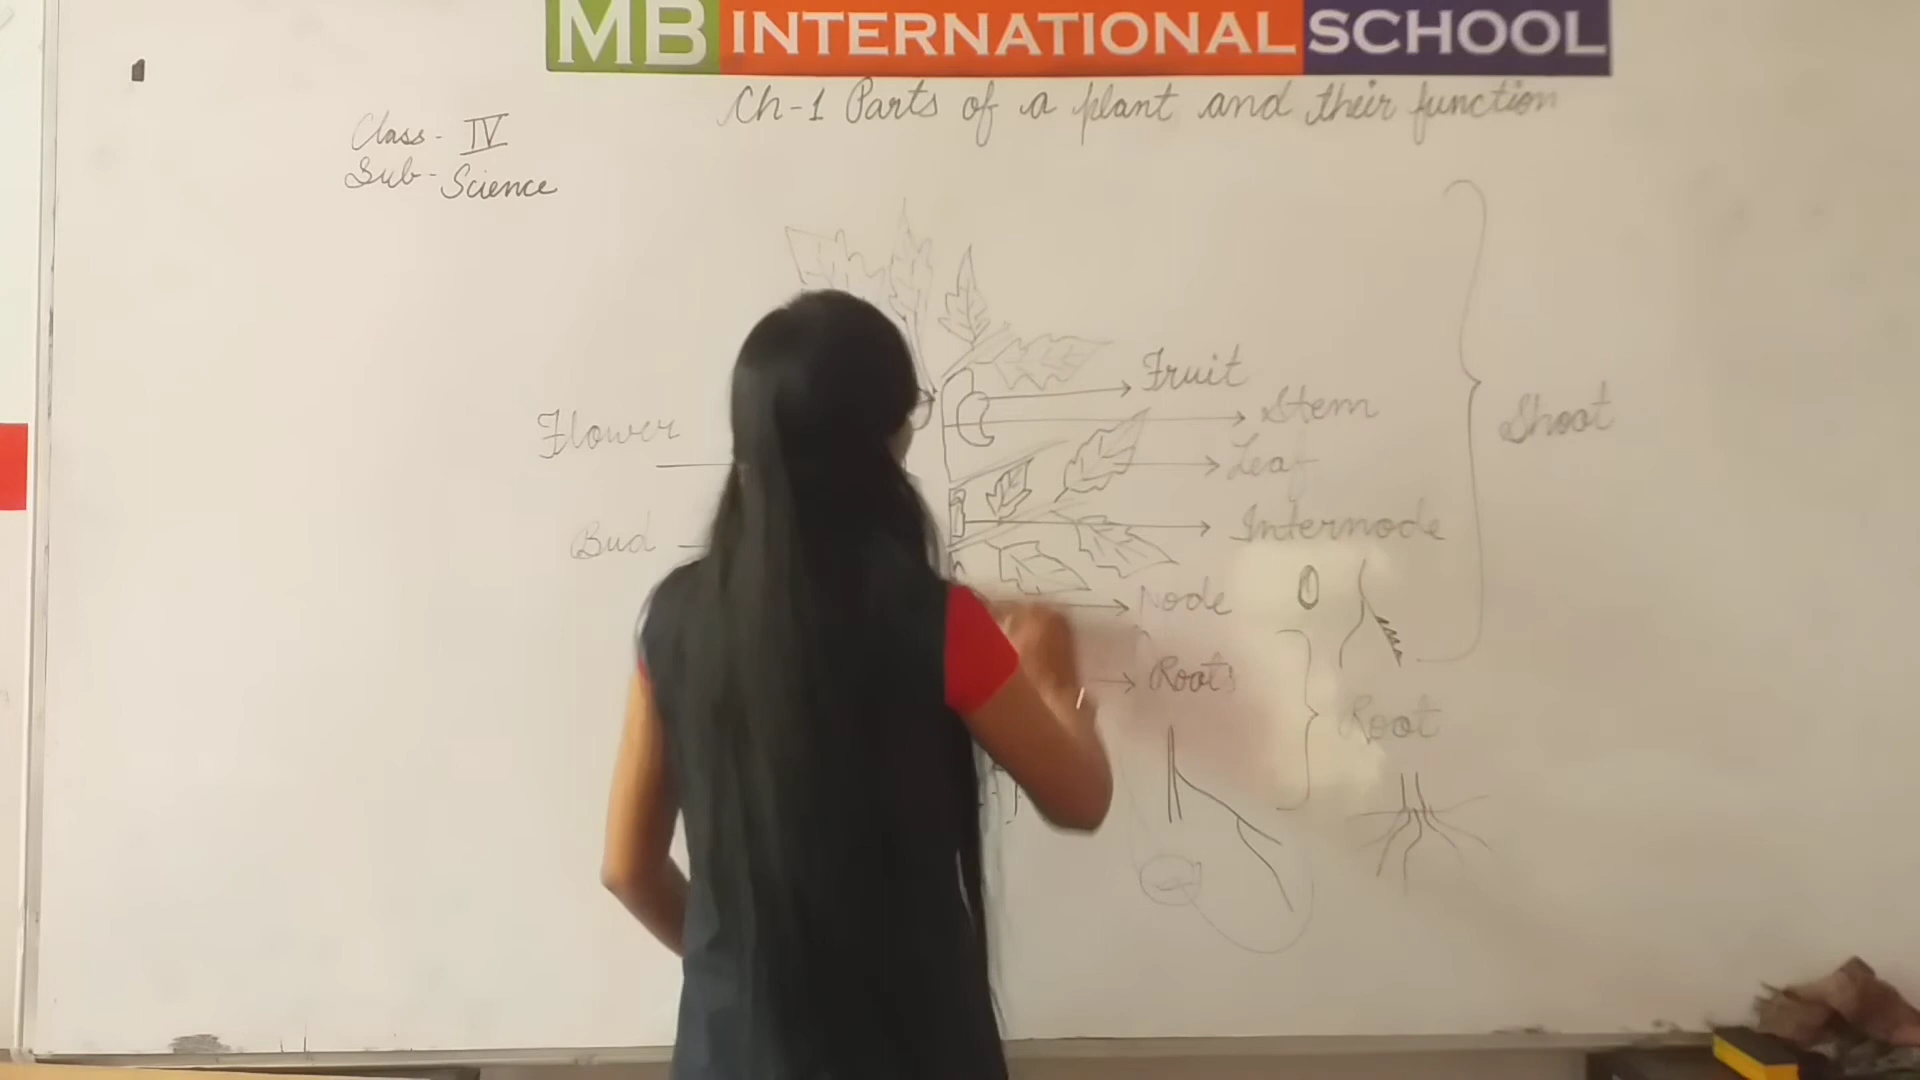 MB INTERNATIONAL SCHOOL
Ch-1 Parts of a plant and their function
Class - IV
Sub - Science
Fruit
Stem
Flower
Shoot
Leaf
Internode
Bud
Node
Roots
Root